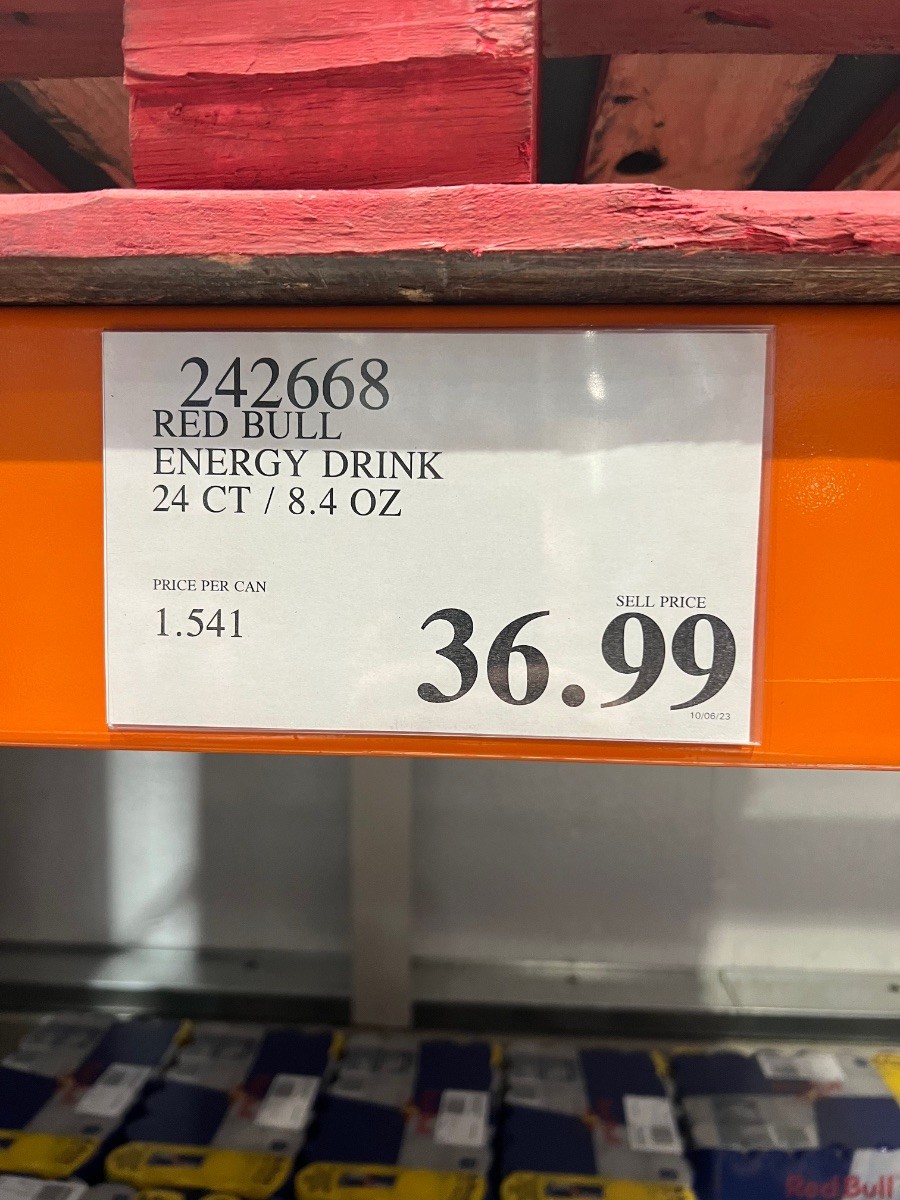 242668
RED BULL
ENERGY DRINK
24 CT / 8.4 OZ
PRICE PER CAN
1.541
SELL PRICE
36.99
10/06/23
Red Bull